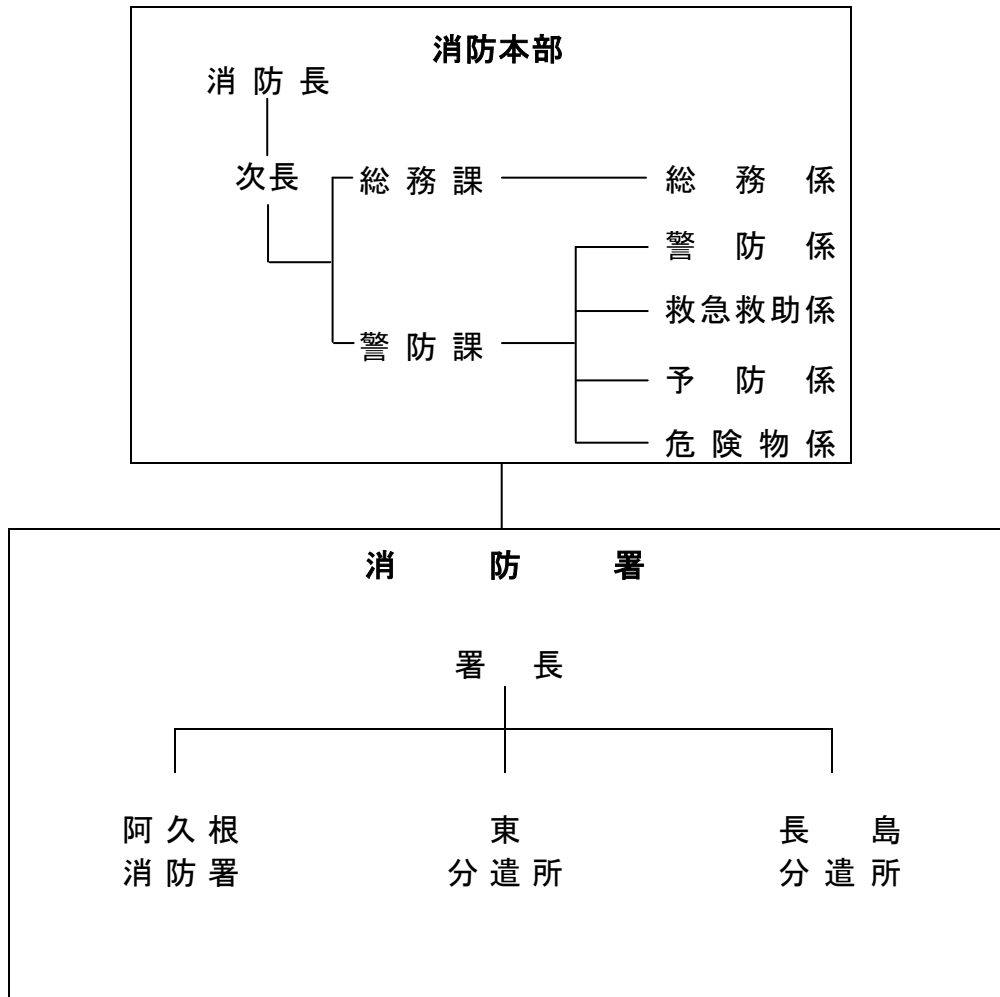 消防本部
消防長
次長
総務課 総務係
警防係
救急救助係
警防課
予防係
危険物係
消防署
署長
阿久根 東 長島
消防署 分遣所 分遣所